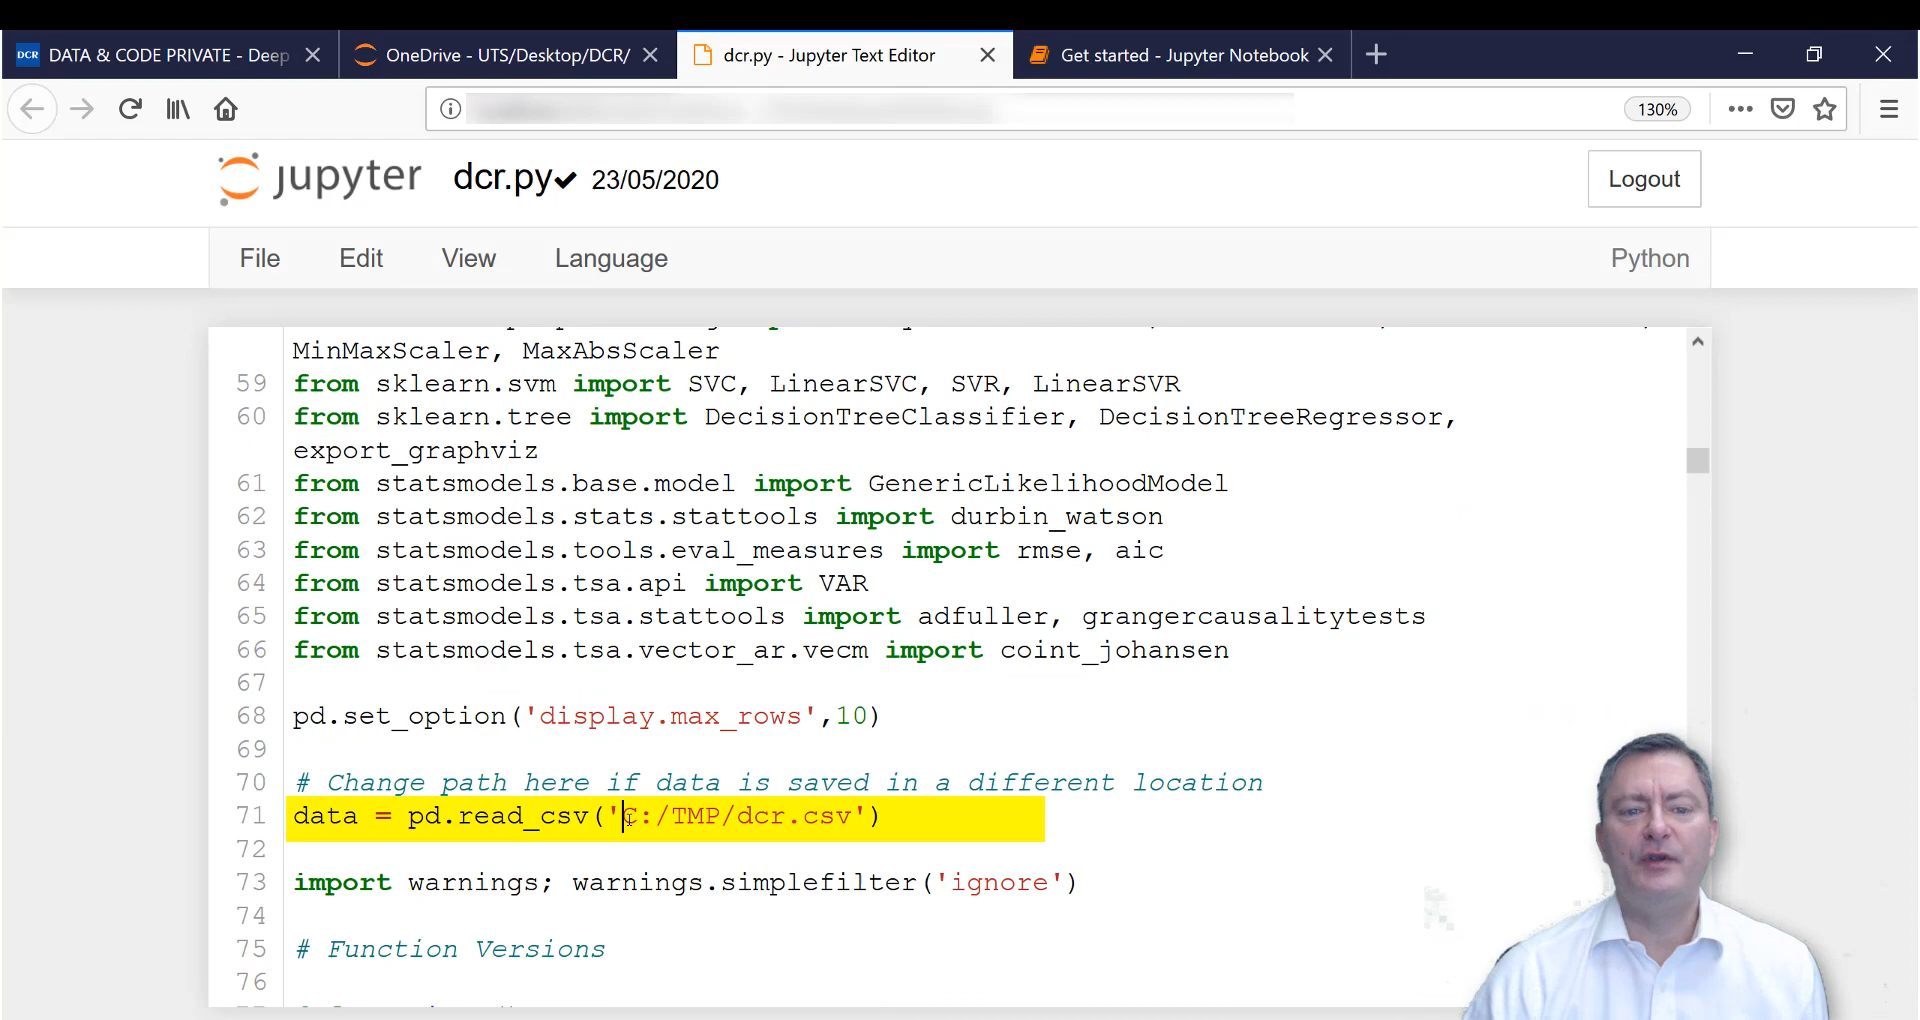 DCR DATA & CODE PRIVATE - Deep
OneDrive - UTS/Desktop/DCR/
dcr.py - Jupyter Text Editor
Get started - Jupyter Notebook
130%
jupyter dcr.py 23/05/2020
Logout
File Edit View Language Python
MinMaxScaler, MaxAbsScaler
59 from sklearn.svm import SVC, LinearSVC, SVR, LinearSVR
60 from sklearn.tree import DecisionTreeClassifier, DecisionTreeRegressor,
export_graphviz
61 from statsmodels.base.model import GenericLikelihoodModel
62 from statsmodels.stats.stattools import durbin_watson
63 from statsmodels.tools.eval_measures import rmse, aic
64 from statsmodels.tsa.api import VAR
65 from statsmodels.tsa.stattools import adfuller, grangercausalitytests
66 from statsmodels.tsa.vector_ar.vecm import coint_johansen
67
68 pd.set_option('display.max_rows',10)
69
70 # Change path here if data is saved in a different location
71 data = pd.read_csv('C:/TMP/dcr.csv')
72
73 import warnings; warnings.simplefilter('ignore')
74
75 # Function Versions
76